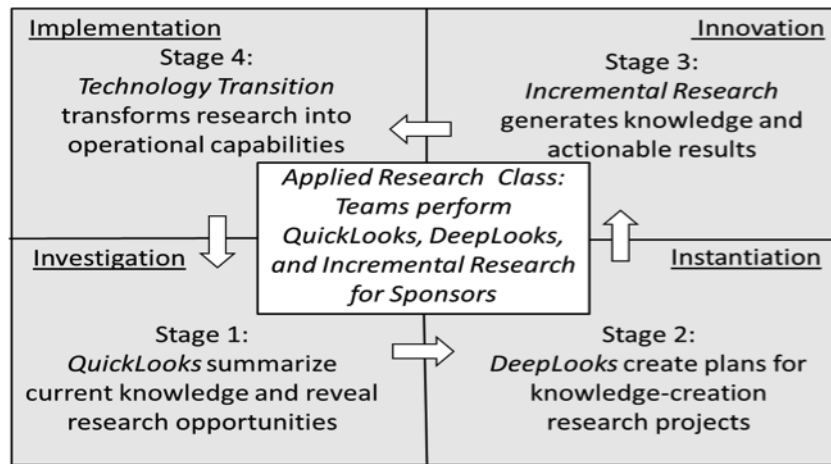 Implementation
Stage 4:
Technology Transition
transforms research into
operational capabilities
Innovation
Stage 3:
Incremental Research
generates knowledge and
actionable results
Applied Research Class:
Teams perform
QuickLooks, DeepLooks,
and Incremental Research
for Sponsors
Investigation
Stage 1:
QuickLooks summarize
current knowledge and reveal
research opportunities
Instantiation
Stage 2:
DeepLooks create plans for
knowledge-creation
research projects